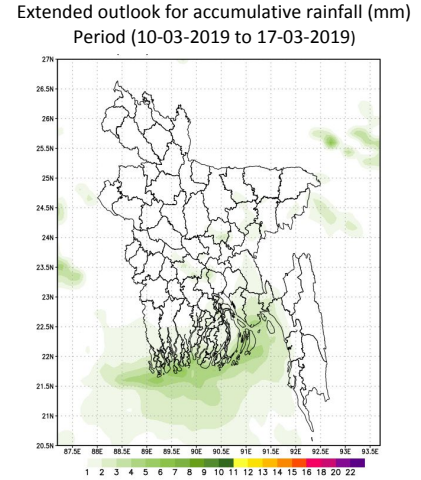 Extended outlook for accumulative rainfall (mm)
Period (10-03-2019 to 17-03-2019)
27N
26.5N
26N
25.5N
25N
24.5N
24N
23.5N
23N
22.5N
22N
21.5N
21N
20.5N
87.5E 88E 88.5E 89E 89.5E 90E 90.5E 91E 91.5E 92E 92.5E 93E 93.5E
1 2 3 4 5 6 7 8 9 10 11 12 13 14 15 16 18 20 22